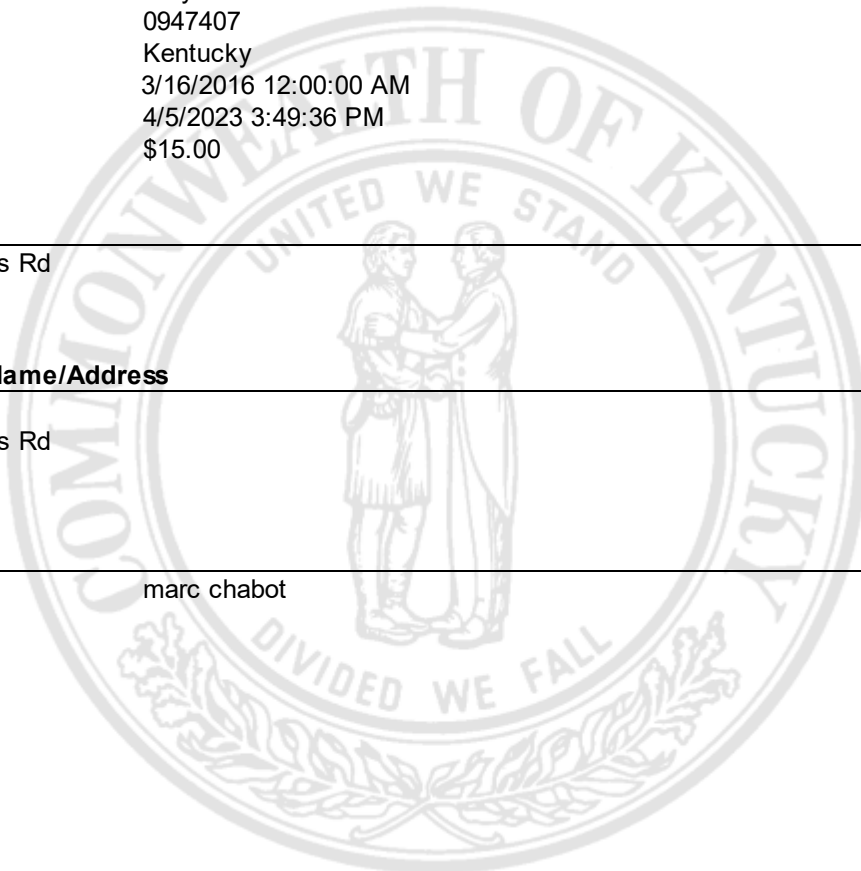 0947407
Kentucky
3/16/2016 12:00:00 AM
4/5/2023 3:49:36 PM
$15.00
COMMONWEALTH OF KENTUCKY
UNITED WE STAND
s Rd
lame/Address
s Rd
marc chabot
DIVIDED WE FALL